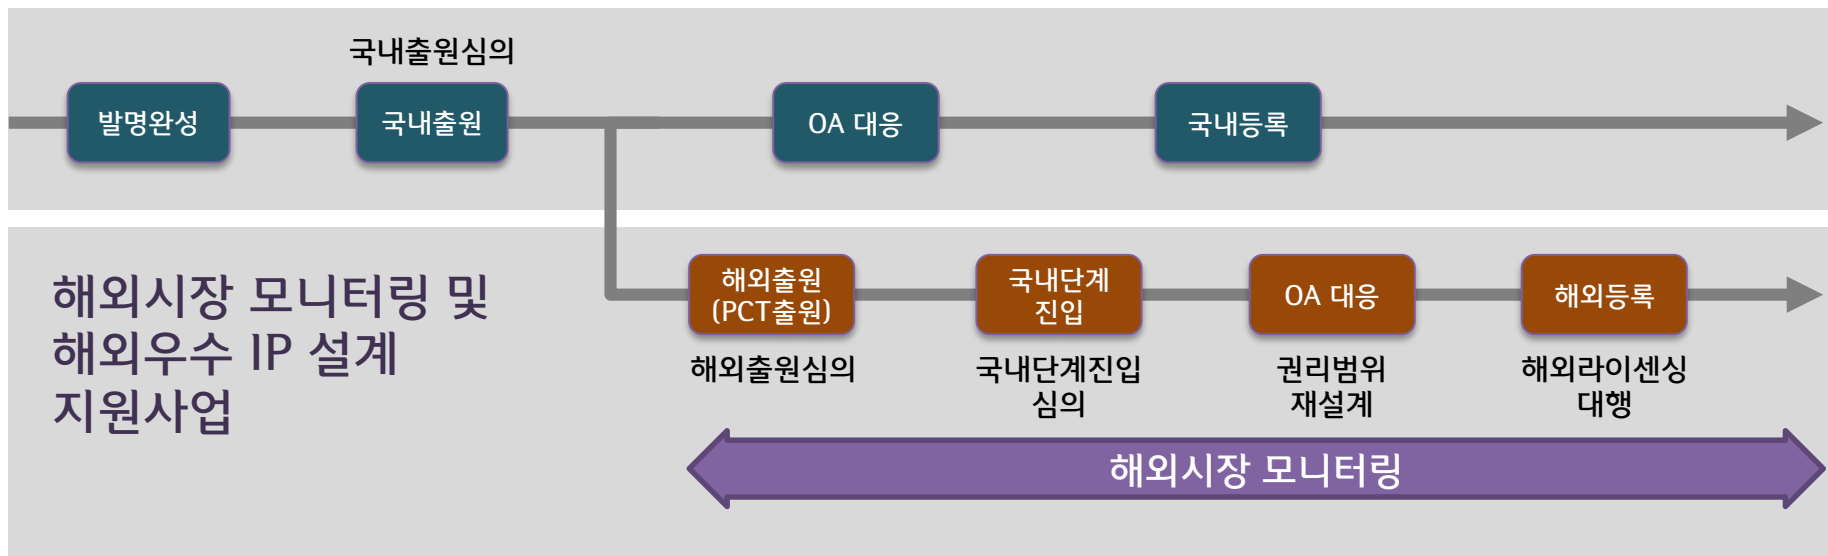 국내출원심의
발명완성
국내출원
OA 대응
국내등록
해외시장 모니터링 및
해외우수 IP 설계
지원사업
해외출원
(PCT출원)
국내단계
진입
OA 대응
해외등록
해외출원심의
국내단계진입
심의
권리범위
재설계
해외라이센싱
대행
해외시장 모니터링